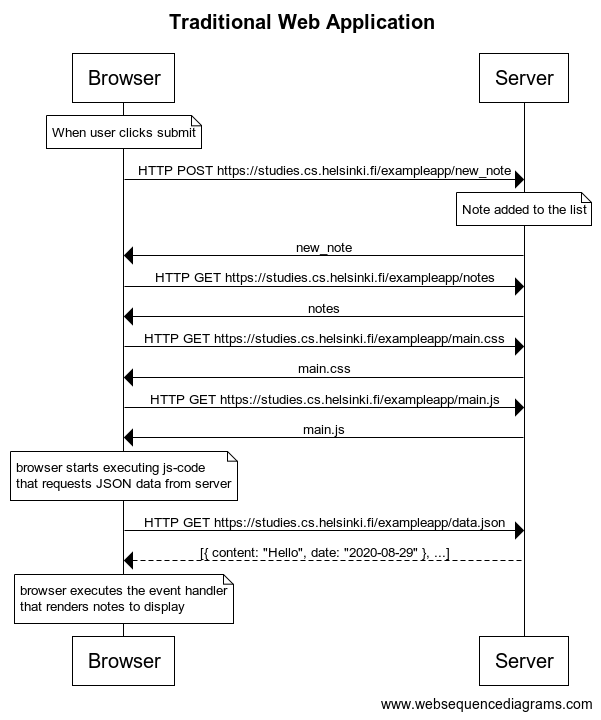 Traditional Web Application
Browser
Server
When user clicks submit
HTTP POST https://studies.cs.helsinki.fi/exampleapp/new_note
Note added to the list
new_note
HTTP GET https://studies.cs.helsinki.fi/exampleapp/notes
notes
HTTP GET https://studies.cs.helsinki.fi/exampleapp/main.css
main.css
HTTP GET https://studies.cs.helsinki.fi/exampleapp/main.js
main.js
browser starts executing js-code
that requests JSON data from server
HTTP GET https://studies.cs.helsinki.fi/exampleapp/data.json
[{ content: "Hello", date: "2020-08-29" }, ...]
browser executes the event handler
that renders notes to display
Browser
Server
www.websequencediagrams.com